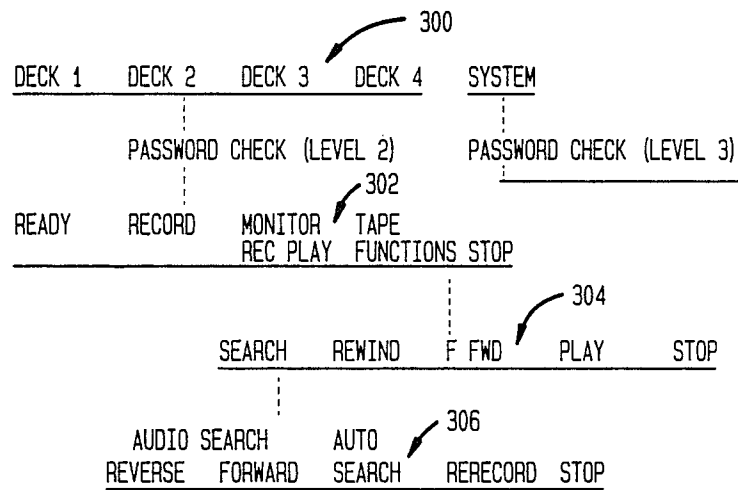 300
DECK 1 DECK 2 DECK 3 DECK 4 SYSTEM
PASSWORD CHECK (LEVEL 2) PASSWORD CHECK (LEVEL 3)
302
READY RECORD MONITOR TAPE
REC PLAY FUNCTIONS STOP
304
SEARCH REWIND F FWD PLAY STOP
306
AUDIO SEARCH AUTO
REVERSE FORWARD SEARCH RERECORD STOP